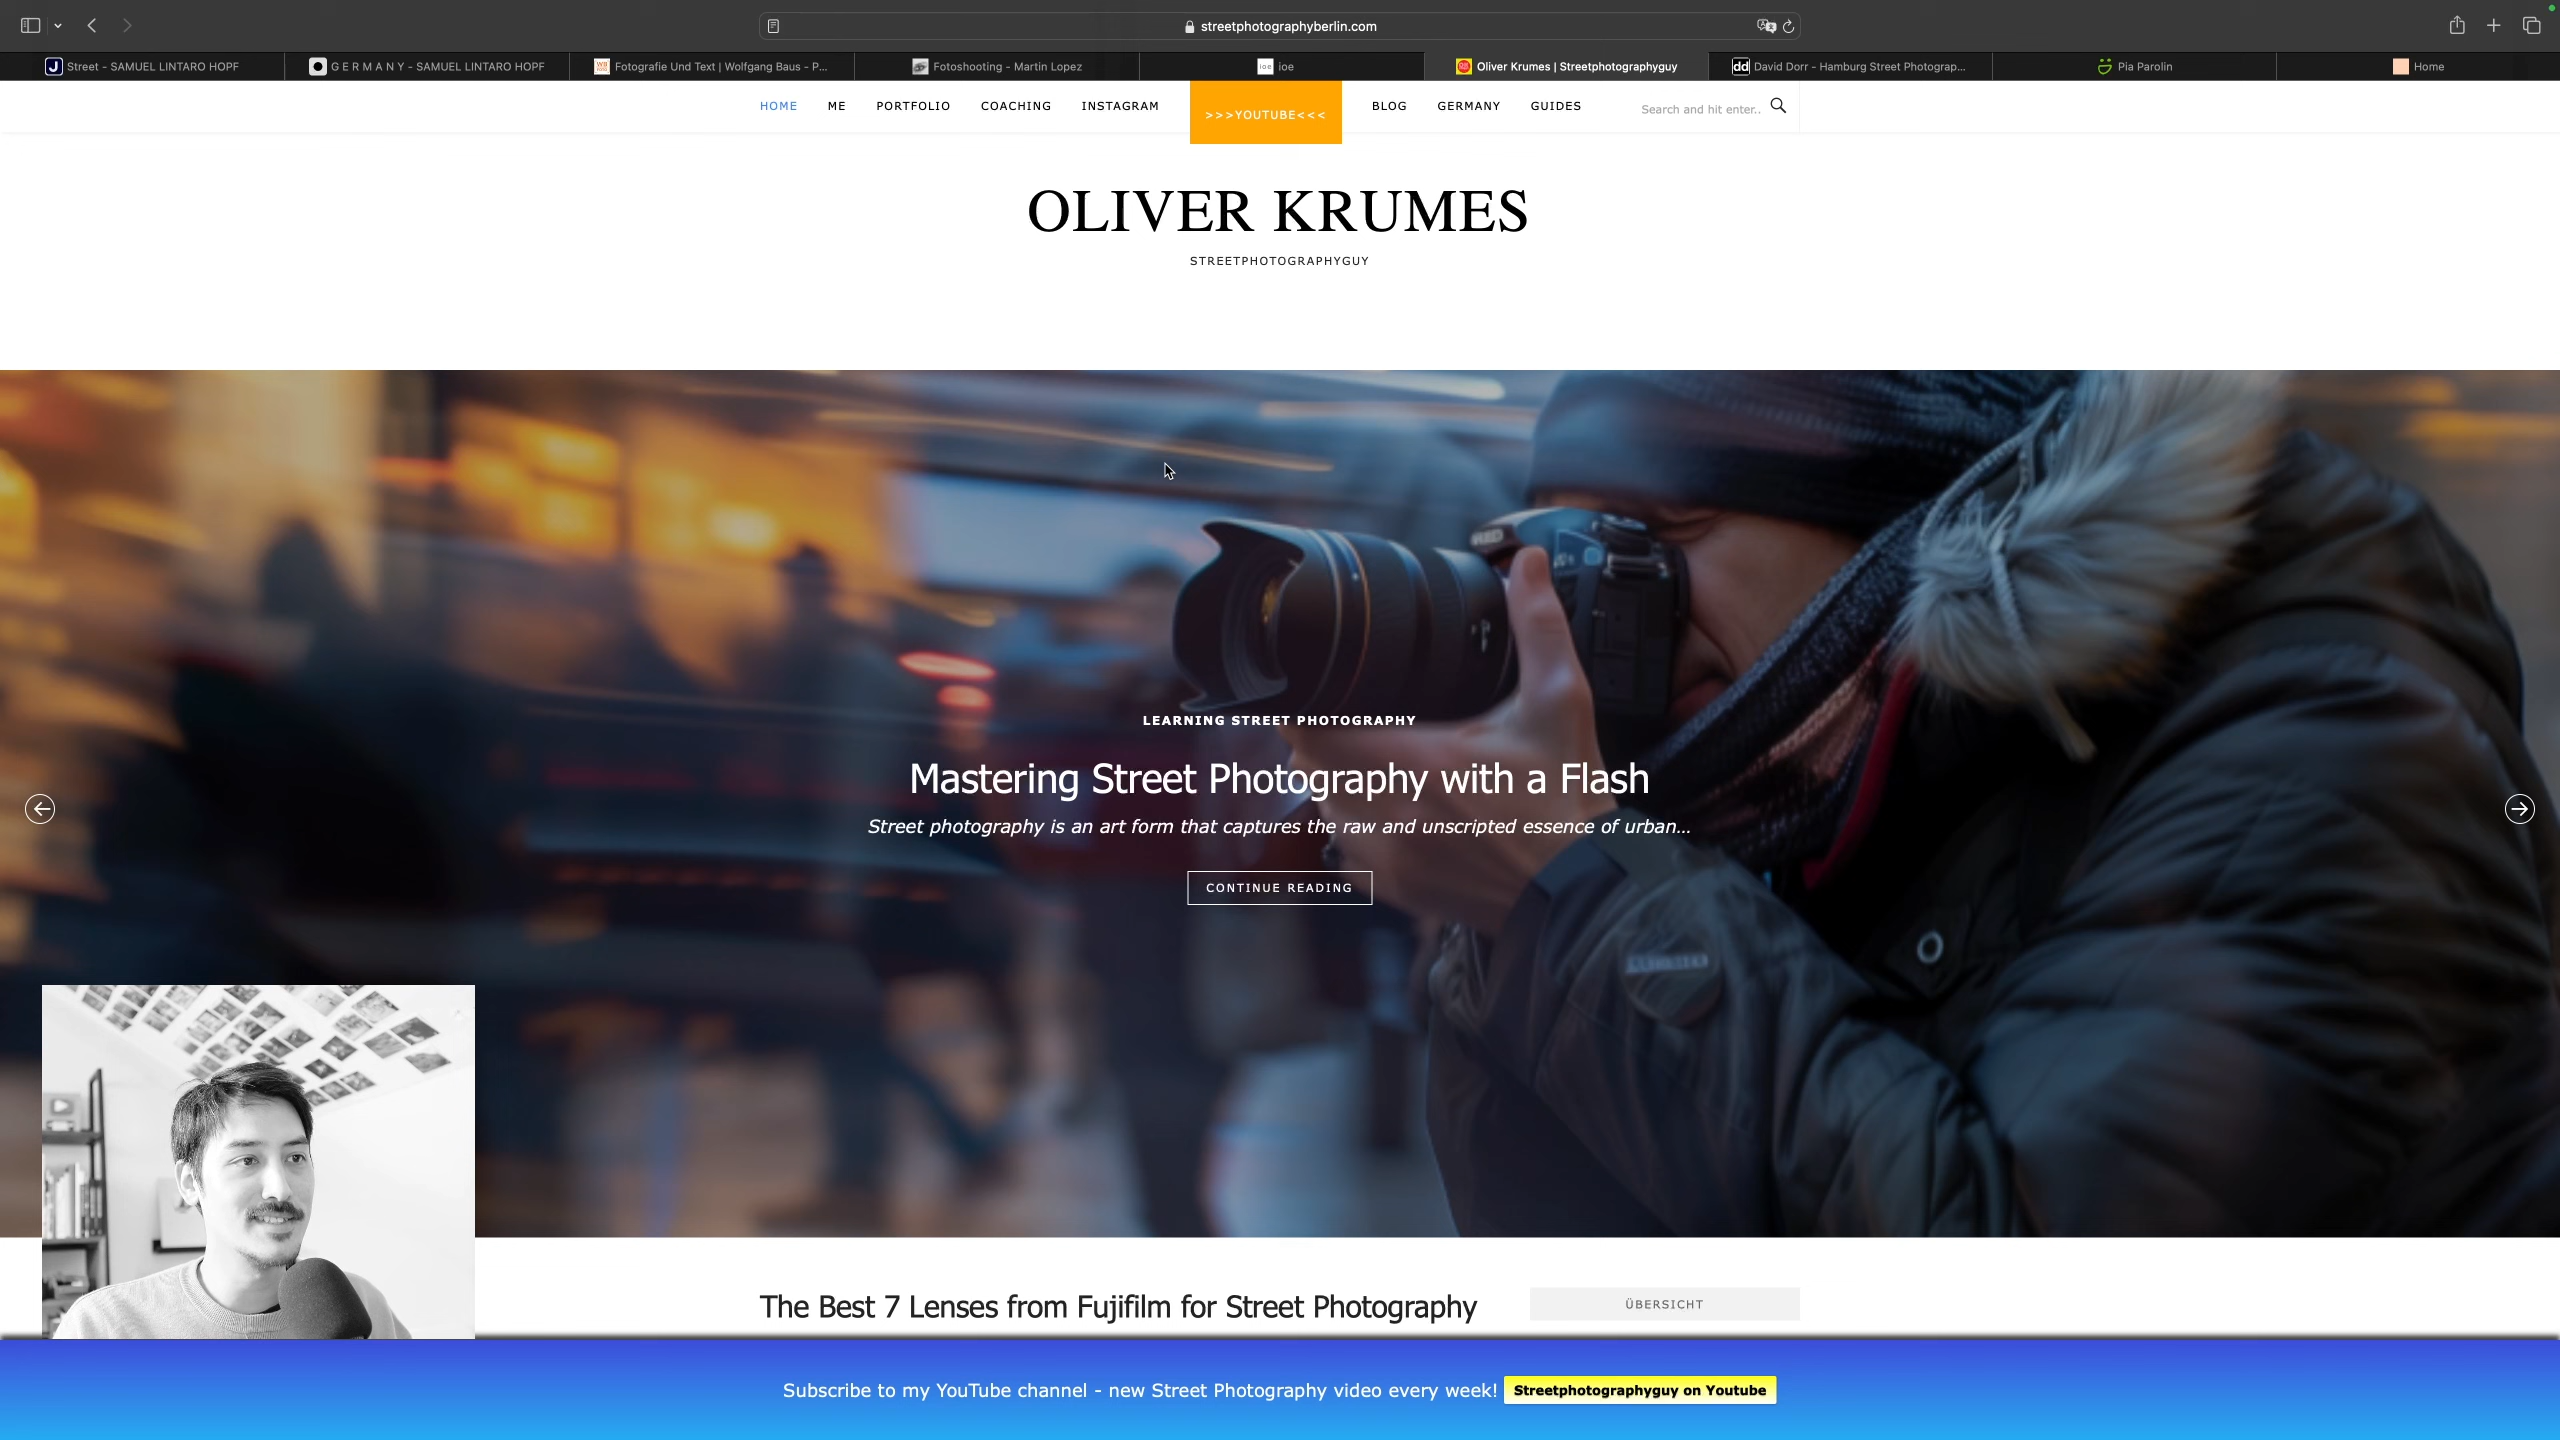 streetphotographyberlin.com
Street - SAMUEL LINTARO HOPF
G E R M A N Y - SAMUEL LINTARO HOPF
Fotografie Und Text | Wolfgang Baus - P...
Fotoshooting - Martin Lopez
ioe
ioe
Oliver Krumes | Streetphotographyguy
dd
David Dorr - Hamburg Street Photograp...
Pia Parolin
Home
HOME
ME
PORTFOLIO
COACHING
INSTAGRAM
>>>YOUTUBE<<<
BLOG
GERMANY
GUIDES
Search and hit enter..
OLIVER KRUMES
STREETPHOTOGRAPHYGUY
LEARNING STREET PHOTOGRAPHY
Mastering Street Photography with a Flash
Street photography is an art form that captures the raw and unscripted essence of urban...
CONTINUE READING
The Best 7 Lenses from Fujifilm for Street Photography
ÜBERSICHT
Subscribe to my YouTube channel - new Street Photography video every week!
Streetphotographyguy on Youtube